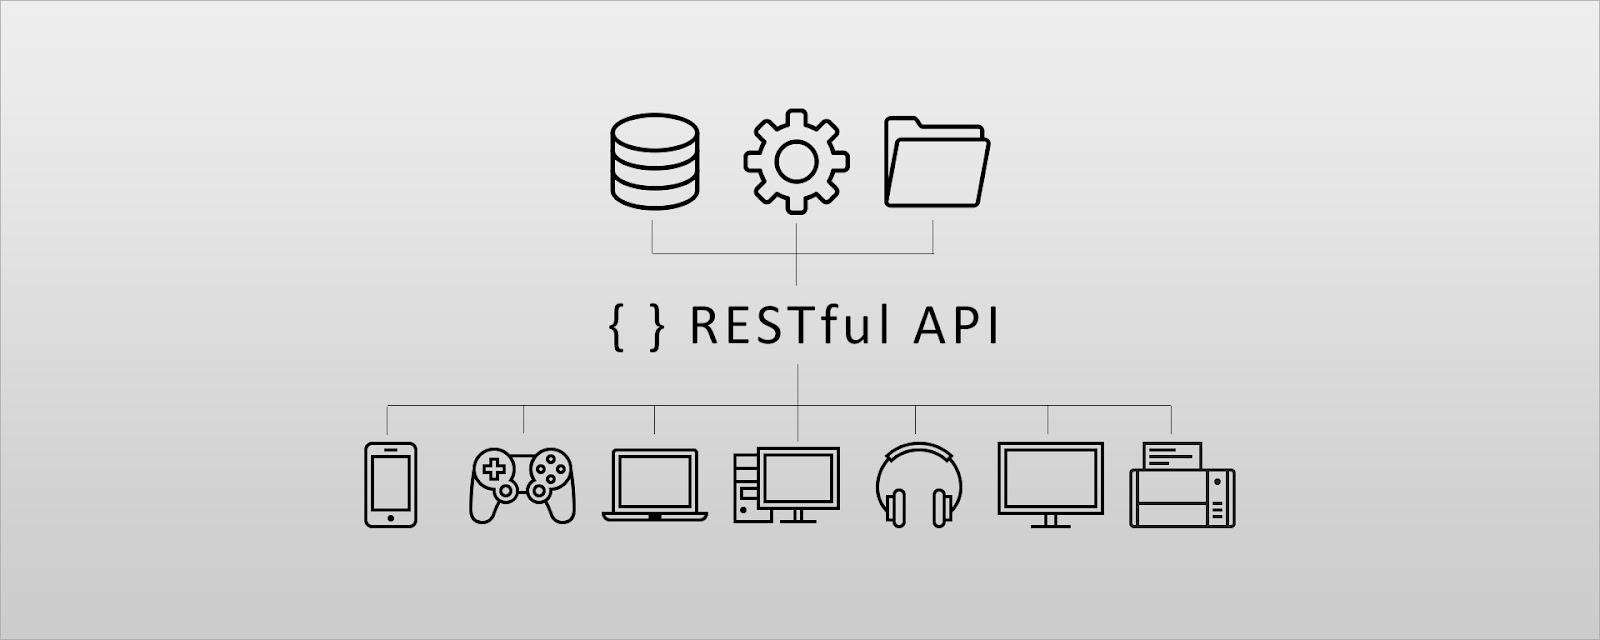 { } RESTful API